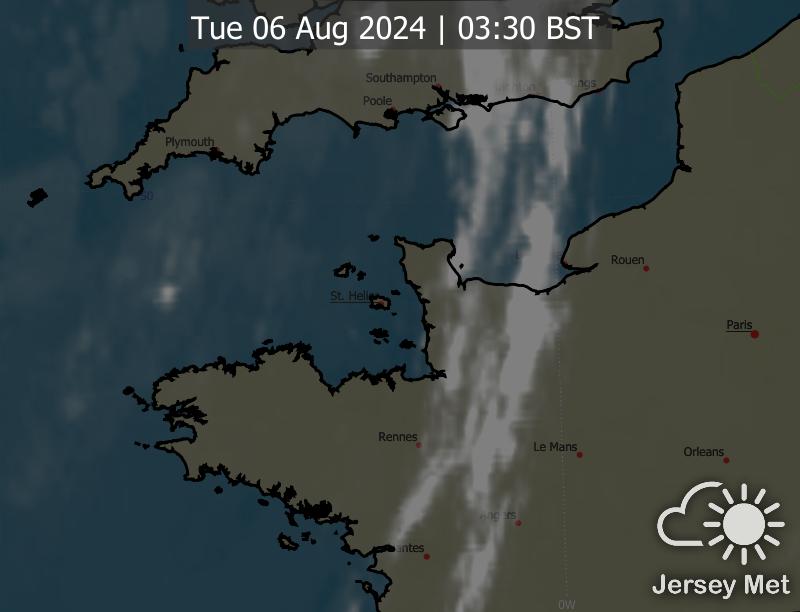 Tue 06 Aug 2024 | 03:30 BST
Southampton
Poole
Plymouth
50
Rouen
St. Helier
Paris
Rennes
Le Mans
Orleans
Angers
Nantes
Jersey Met
0W